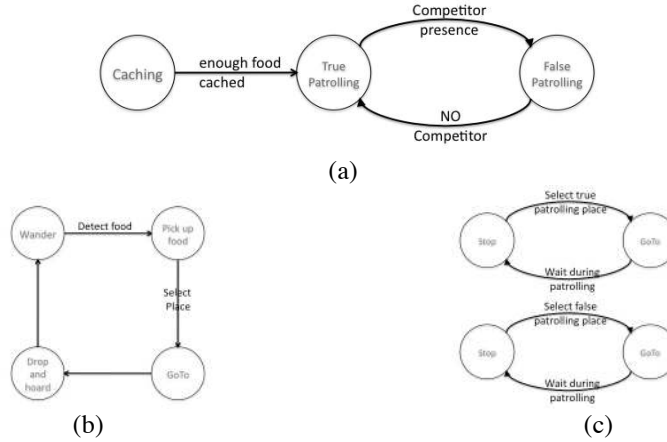 Competitor
presence
Caching
enough food
cached
True
Patrolling
False
Patrolling
NO
Competitor
(a)
Wander
Detect food
Pick up
food
Select
Place
Drop
and
hoard
GoTo
(b)
Select true
patrolling place
Stop
GoTo
Wait during
patrolling
Select false
patrolling place
Stop
GoTo
Wait during
patrolling
(c)